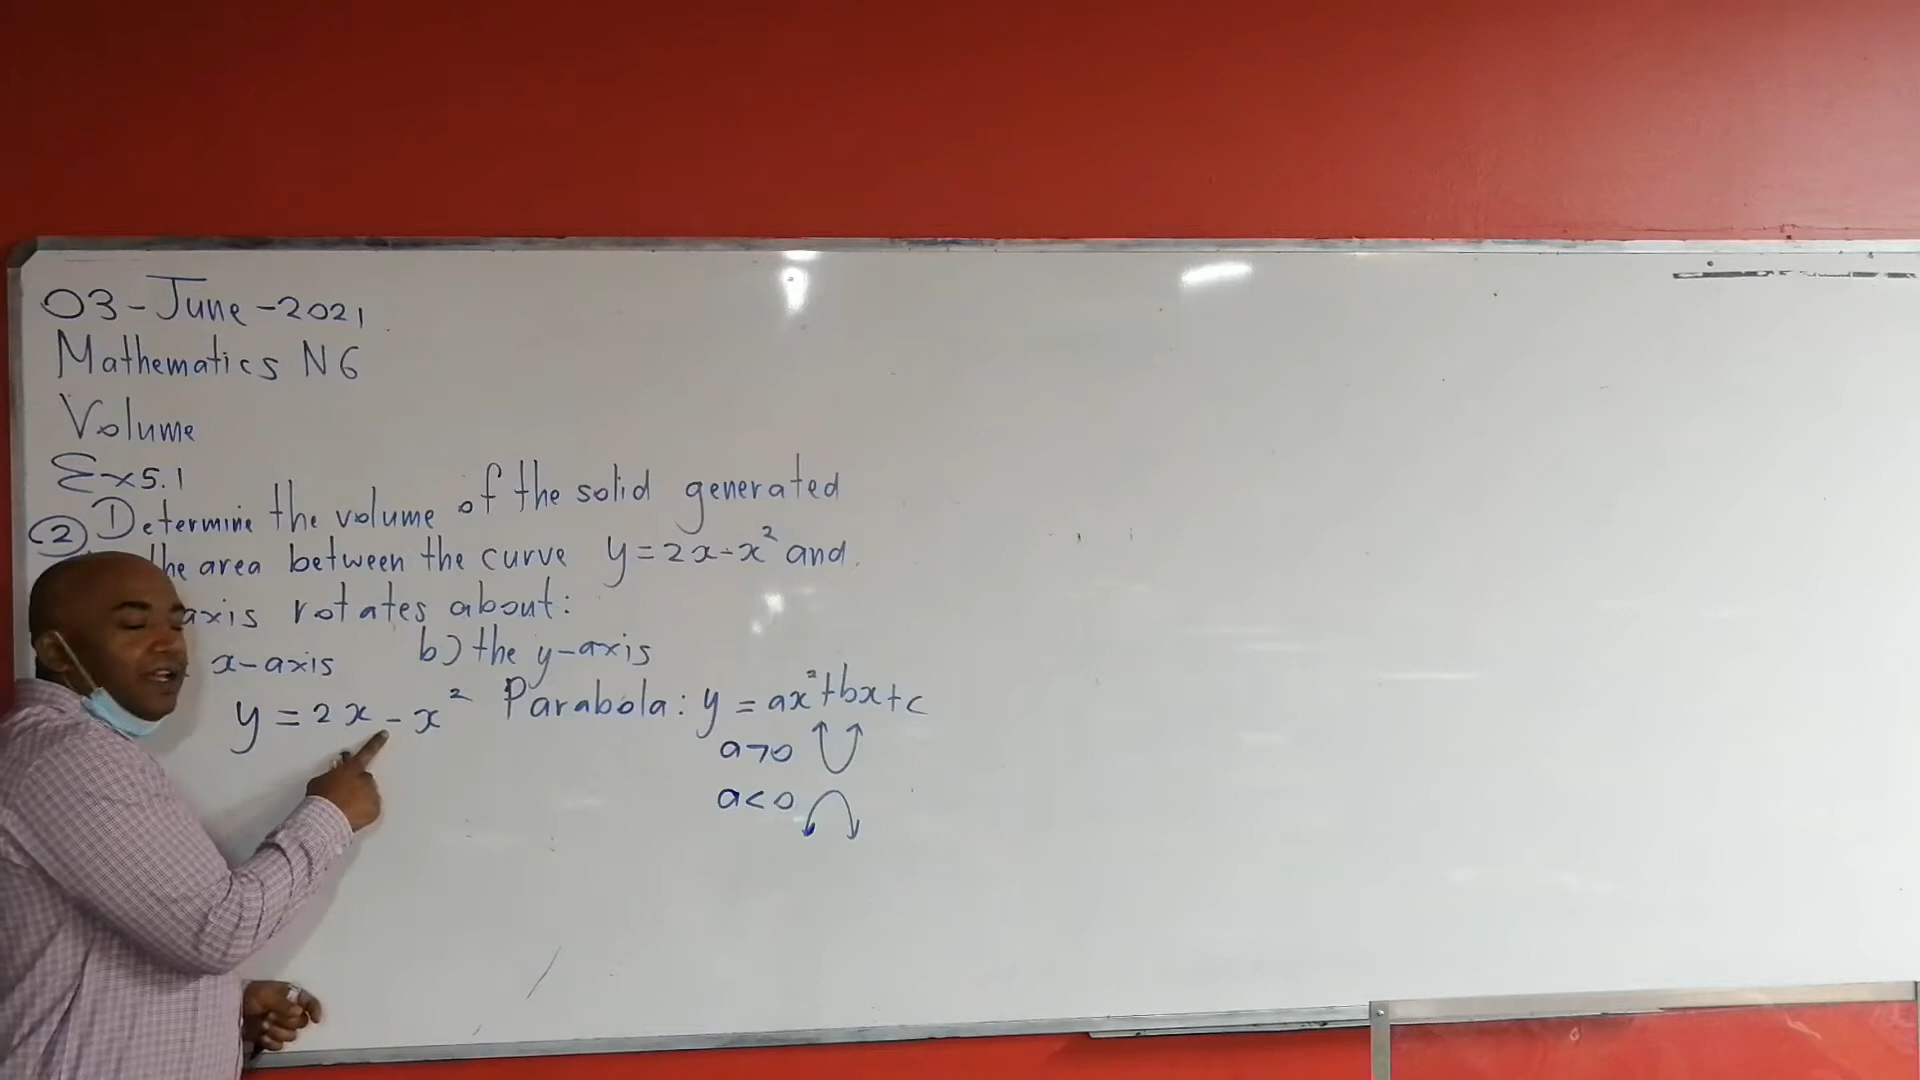 03-June-2021
Mathematics N6
Volume
Ex5.1
② Determine the volume of the solid generated
the area between the curve y=2x-x² and
axis rotates about:
x-axis b) the y-axis
y=2x-x² Parabola: y=ax²+bx+c
a>0
a<0